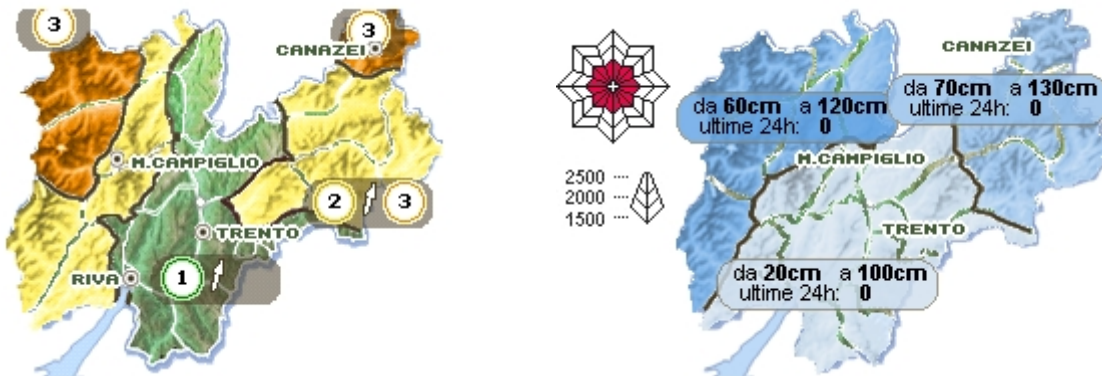 3
3
CANAZEI
M.CAMPIGLIO
2 3
TRENTO
RIVA 1
CANAZEI
da 70cm a 130cm
ultime 24h: 0
da 60cm a 120cm
ultime 24h: 0
M.CAMPIGLIO
2500
2000
1500
TRENTO
da 20cm a 100cm
ultime 24h: 0